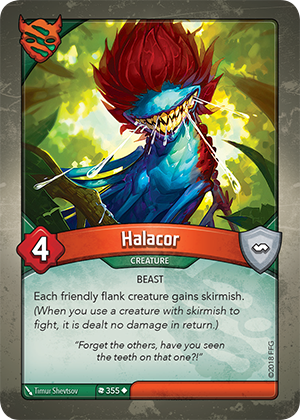 Halacor
4
CREATURE
BEAST
Each friendly flank creature gains skirmish.
(When you use a creature with skirmish to
fight, it is dealt no damage in return.)
“Forget the others, have you seen
the teeth on that one?!”
©2018 FFG
Timur Shevtsov
355